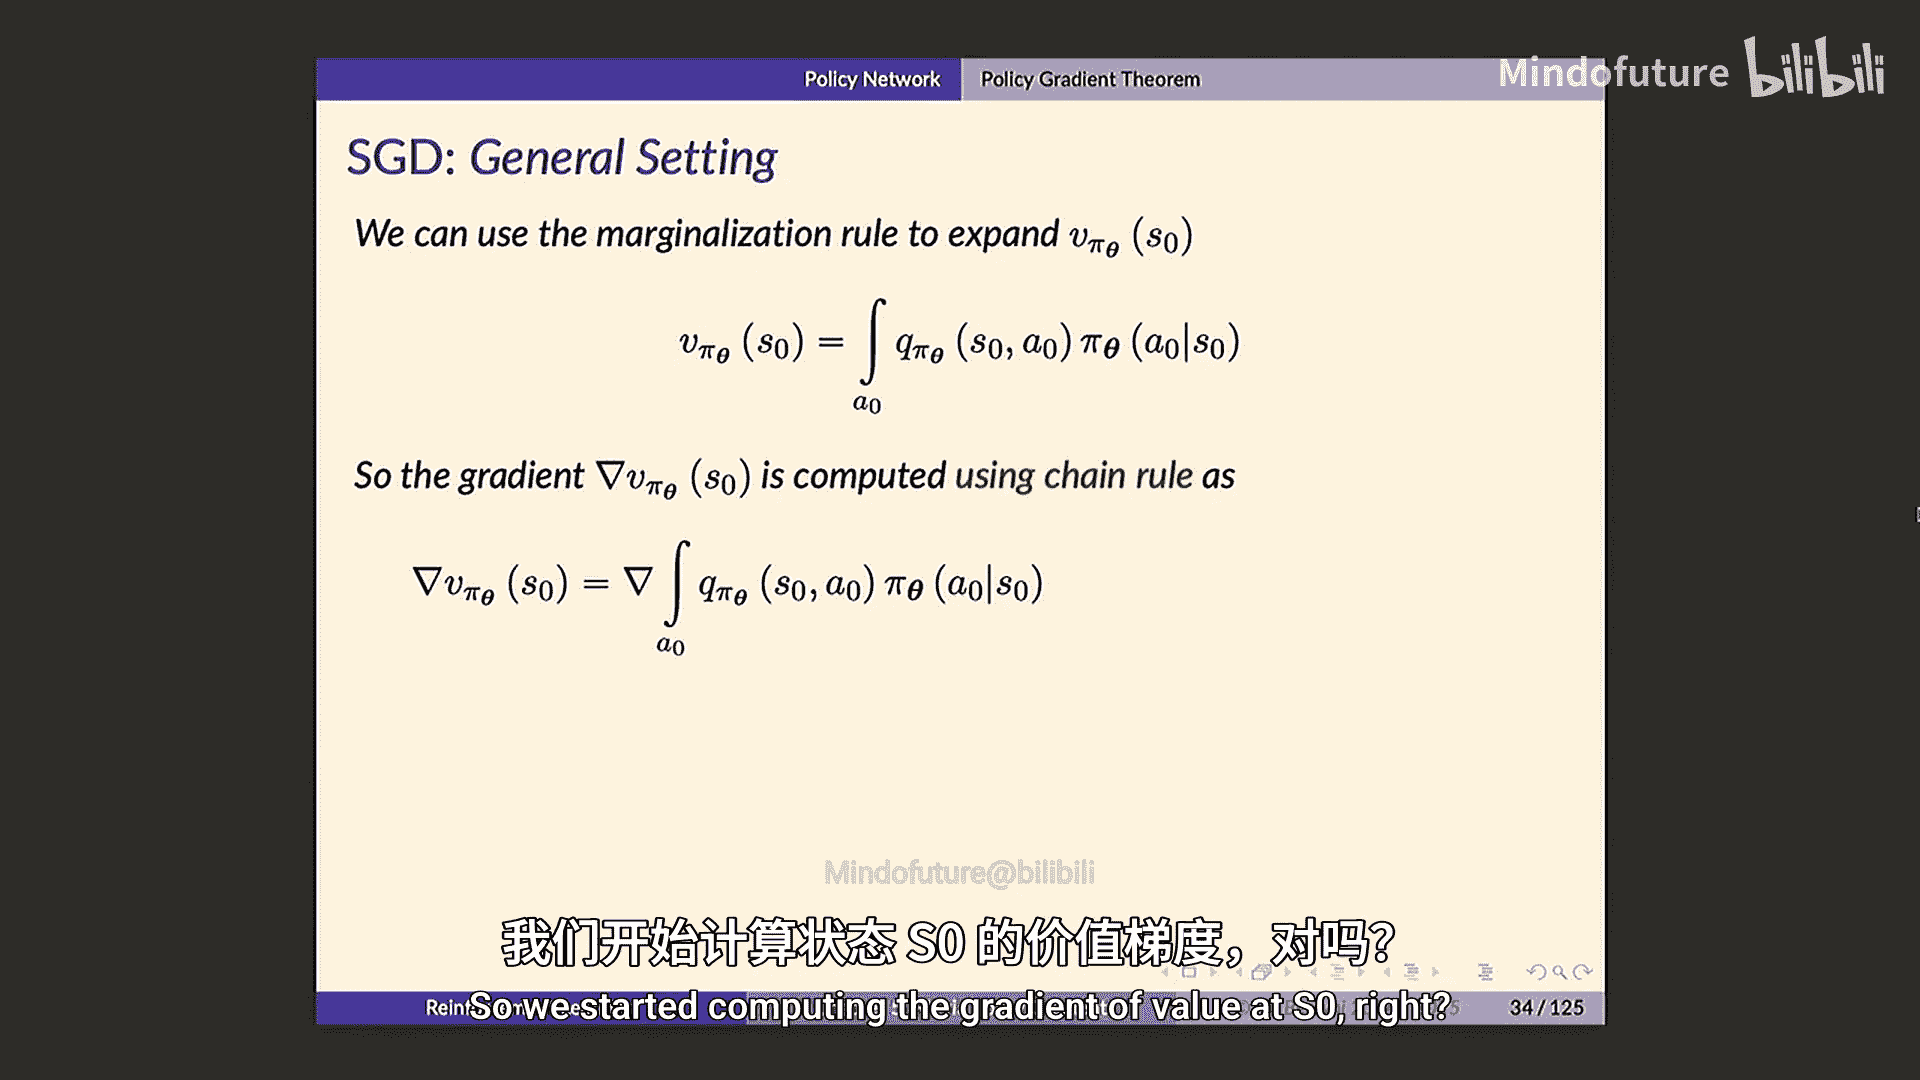 Policy Network
Policy Gradient Theorem
Mindofuture bilibili
SGD: General Setting
We can use the marginalization rule to expand v_{π_θ} (s_0)
v_{π_θ} (s_0) = ∫_{a_0} q_{π_θ} (s_0, a_0) π_θ (a_0|s_0)
So the gradient ∇v_{π_θ} (s_0) is computed using chain rule as
∇v_{π_θ} (s_0) = ∇ ∫_{a_0} q_{π_θ} (s_0, a_0) π_θ (a_0|s_0)
Mindofuture@bilibili
我们开始计算状态 S0 的价值梯度，对吗？
So we started computing the gradient of value at S0, right?
34 / 125